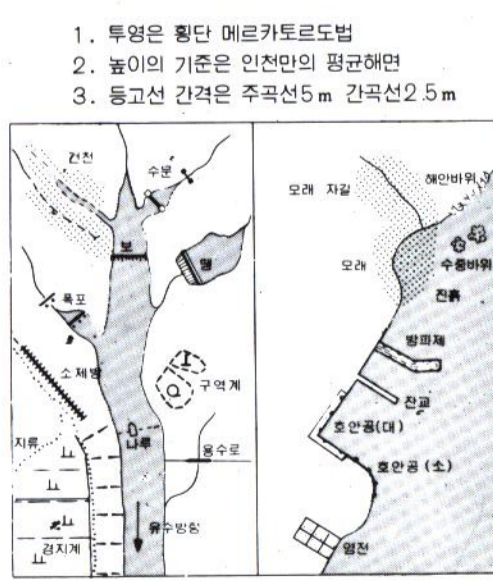 1. 투영은 횡단 메르카토르도법
2. 높이의 기준은 인천만의 평균해면
3. 등고선 간격은 주곡선5m 간곡선2.5m
건천
수문
보
댐
폭포
소제방
구역계
지류
나루
용수로
경지계
유수방향
해안바위
모래 자갈
수중바위
모래
진흙
방파제
잔교
호안공(대)
호안공(소)
염전